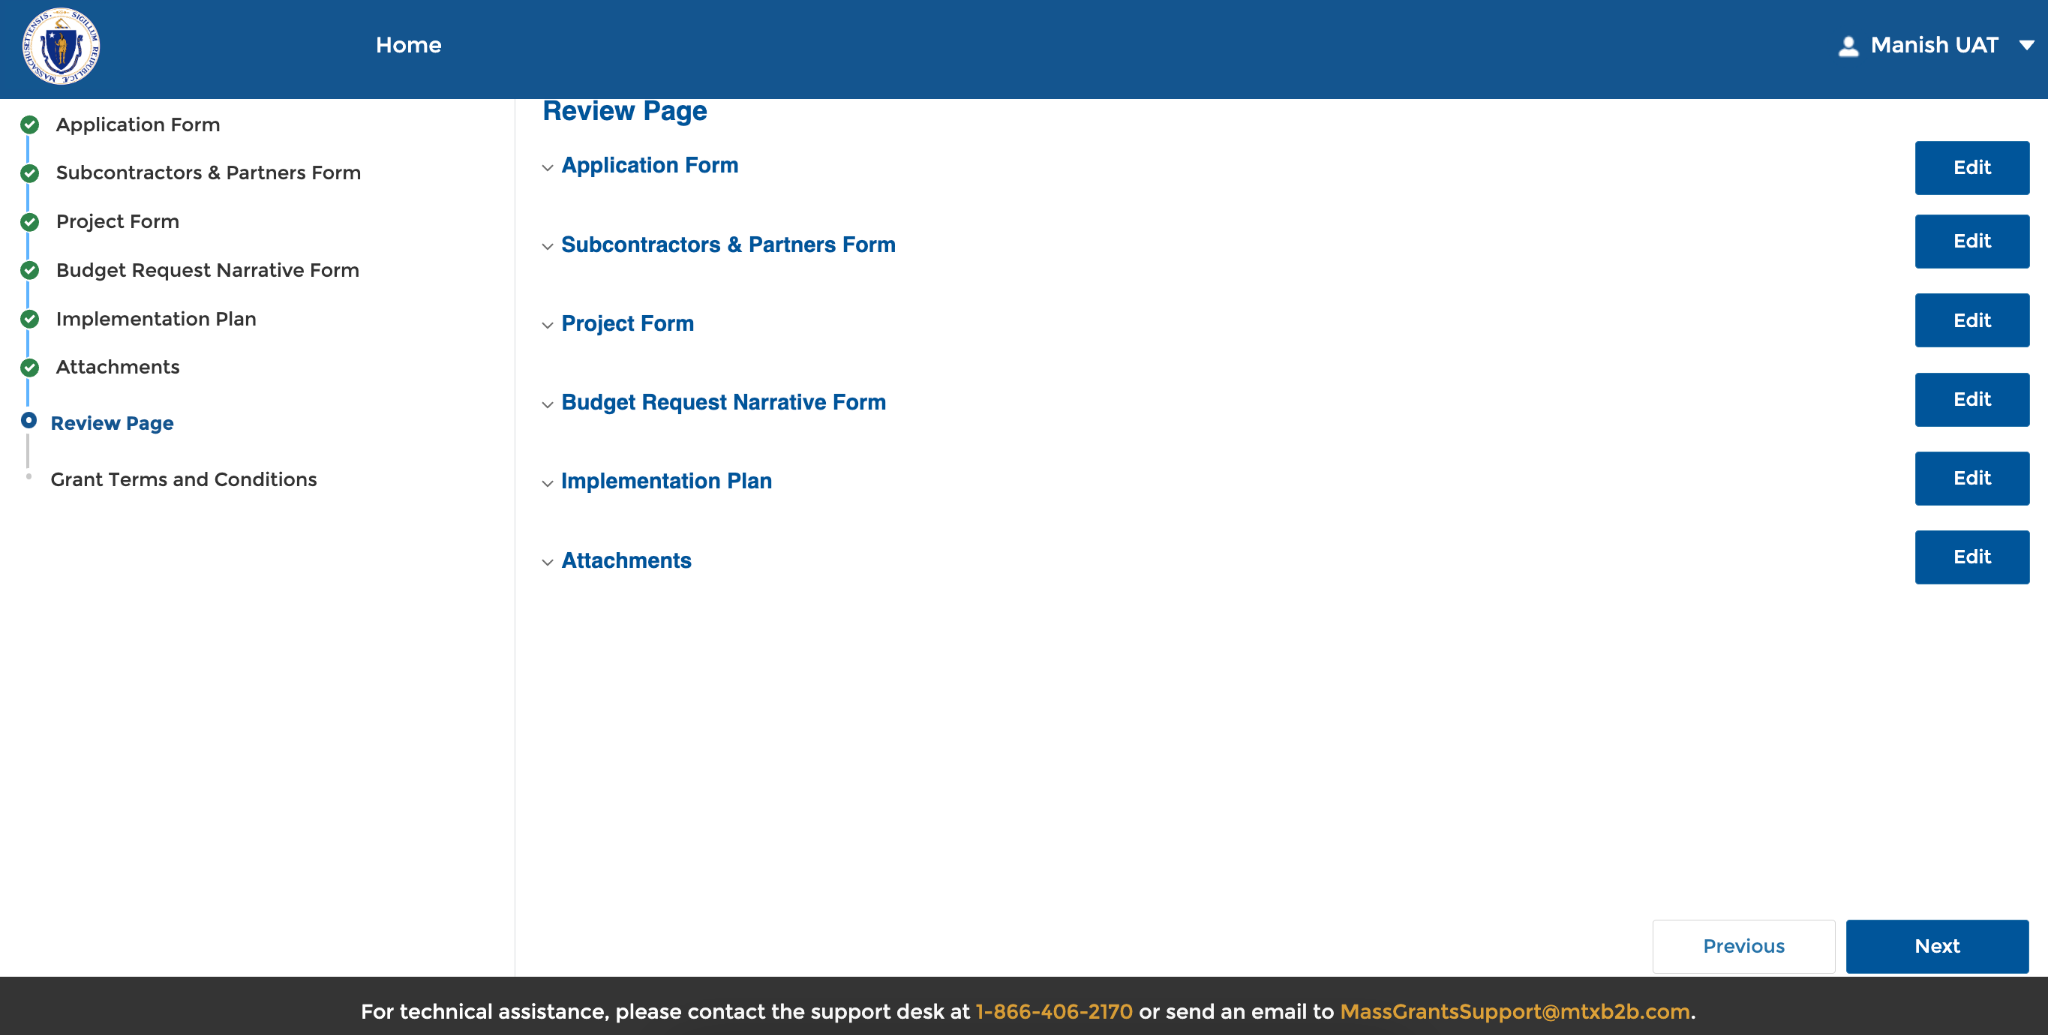 Home
Manish UAT
Application Form
Subcontractors & Partners Form
Project Form
Budget Request Narrative Form
Implementation Plan
Attachments
Review Page
Grant Terms and Conditions
Review Page
Application Form
Edit
Subcontractors & Partners Form
Edit
Project Form
Edit
Budget Request Narrative Form
Edit
Implementation Plan
Edit
Attachments
Edit
Previous
Next
For technical assistance, please contact the support desk at 1-866-406-2170 or send an email to MassGrantsSupport@mtxb2b.com.